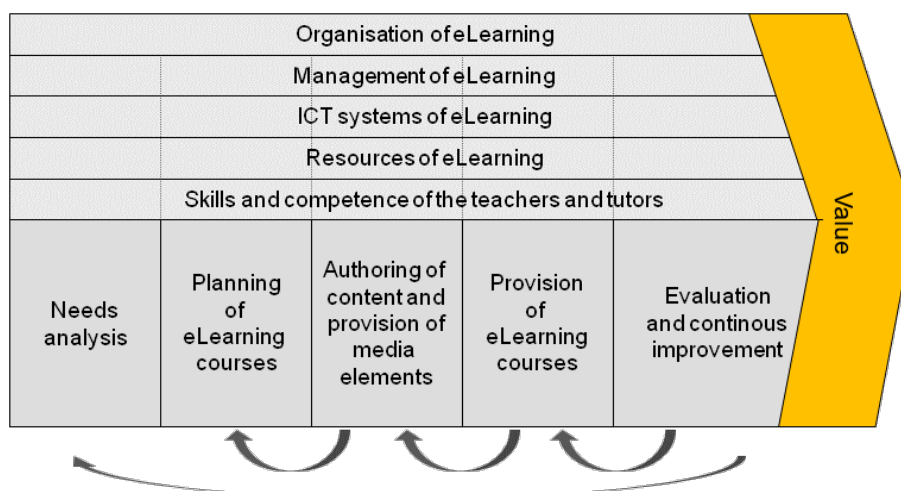 Organisation of eLearning
Management of eLearning
ICT systems of eLearning
Resources of eLearning
Skills and competence of the teachers and tutors
Value
Needs
analysis
Planning
of
eLearning
courses
Authoring of
content and
provision of
media
elements
Provision
of
eLearning
courses
Evaluation
and continous
improvement